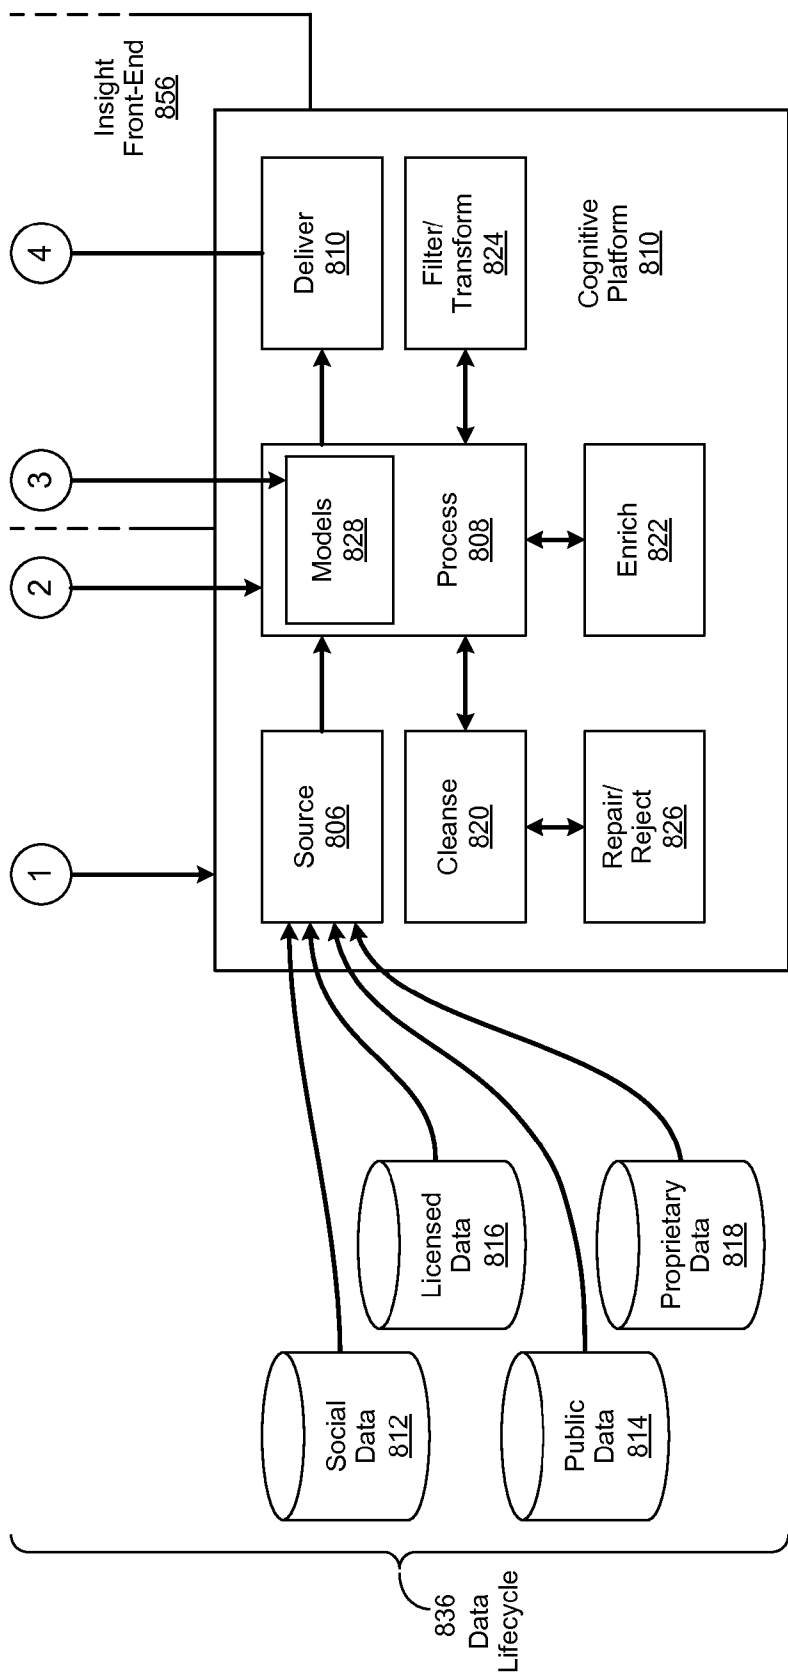 1
2
3
4
Insight
Front-End
856
Source
806
Models
828
Process
808
Deliver
810
Cleanse
820
Filter/
Transform
824
Repair/
Reject
826
Enrich
822
Cognitive
Platform
810
Social
Data
812
Licensed
Data
816
Public
Data
814
Proprietary
Data
818
836
Data
Lifecycle